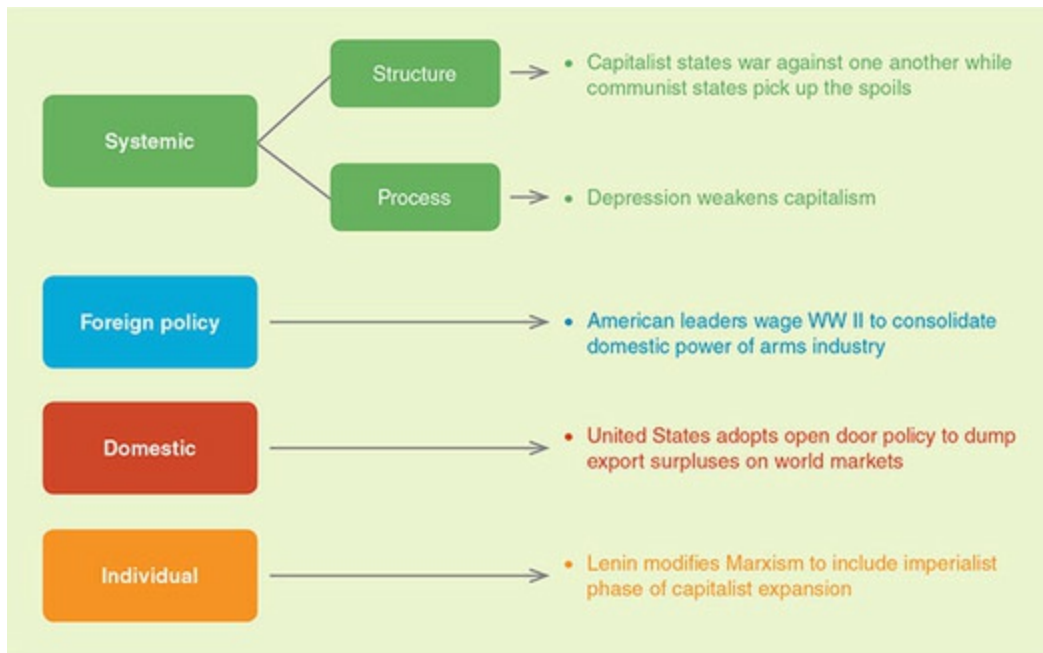 Systemic
Structure
• Capitalist states war against one another while
communist states pick up the spoils
Process
• Depression weakens capitalism
Foreign policy
• American leaders wage WW II to consolidate
domestic power of arms industry
Domestic
• United States adopts open door policy to dump
export surpluses on world markets
Individual
• Lenin modifies Marxism to include imperialist
phase of capitalist expansion